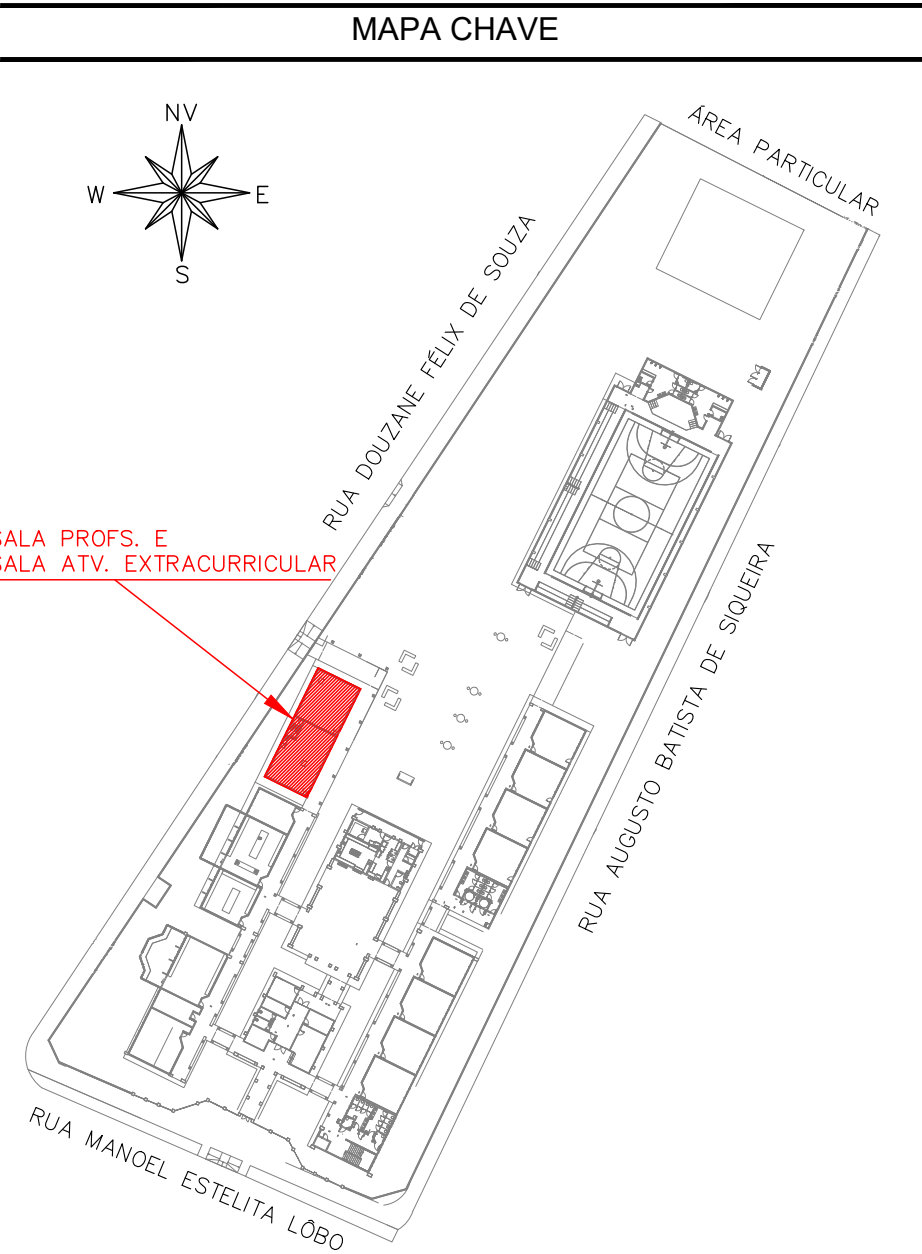 MAPA CHAVE
NV
W
E
S
ÁREA PARTICULAR
RUA DOUZANE FÉLIX DE SOUZA
SALA PROFS. E
SALA ATV. EXTRACURRICULAR
RUA AUGUSTO BATISTA DE SIQUEIRA
RUA MANOEL ESTELITA LÔBO